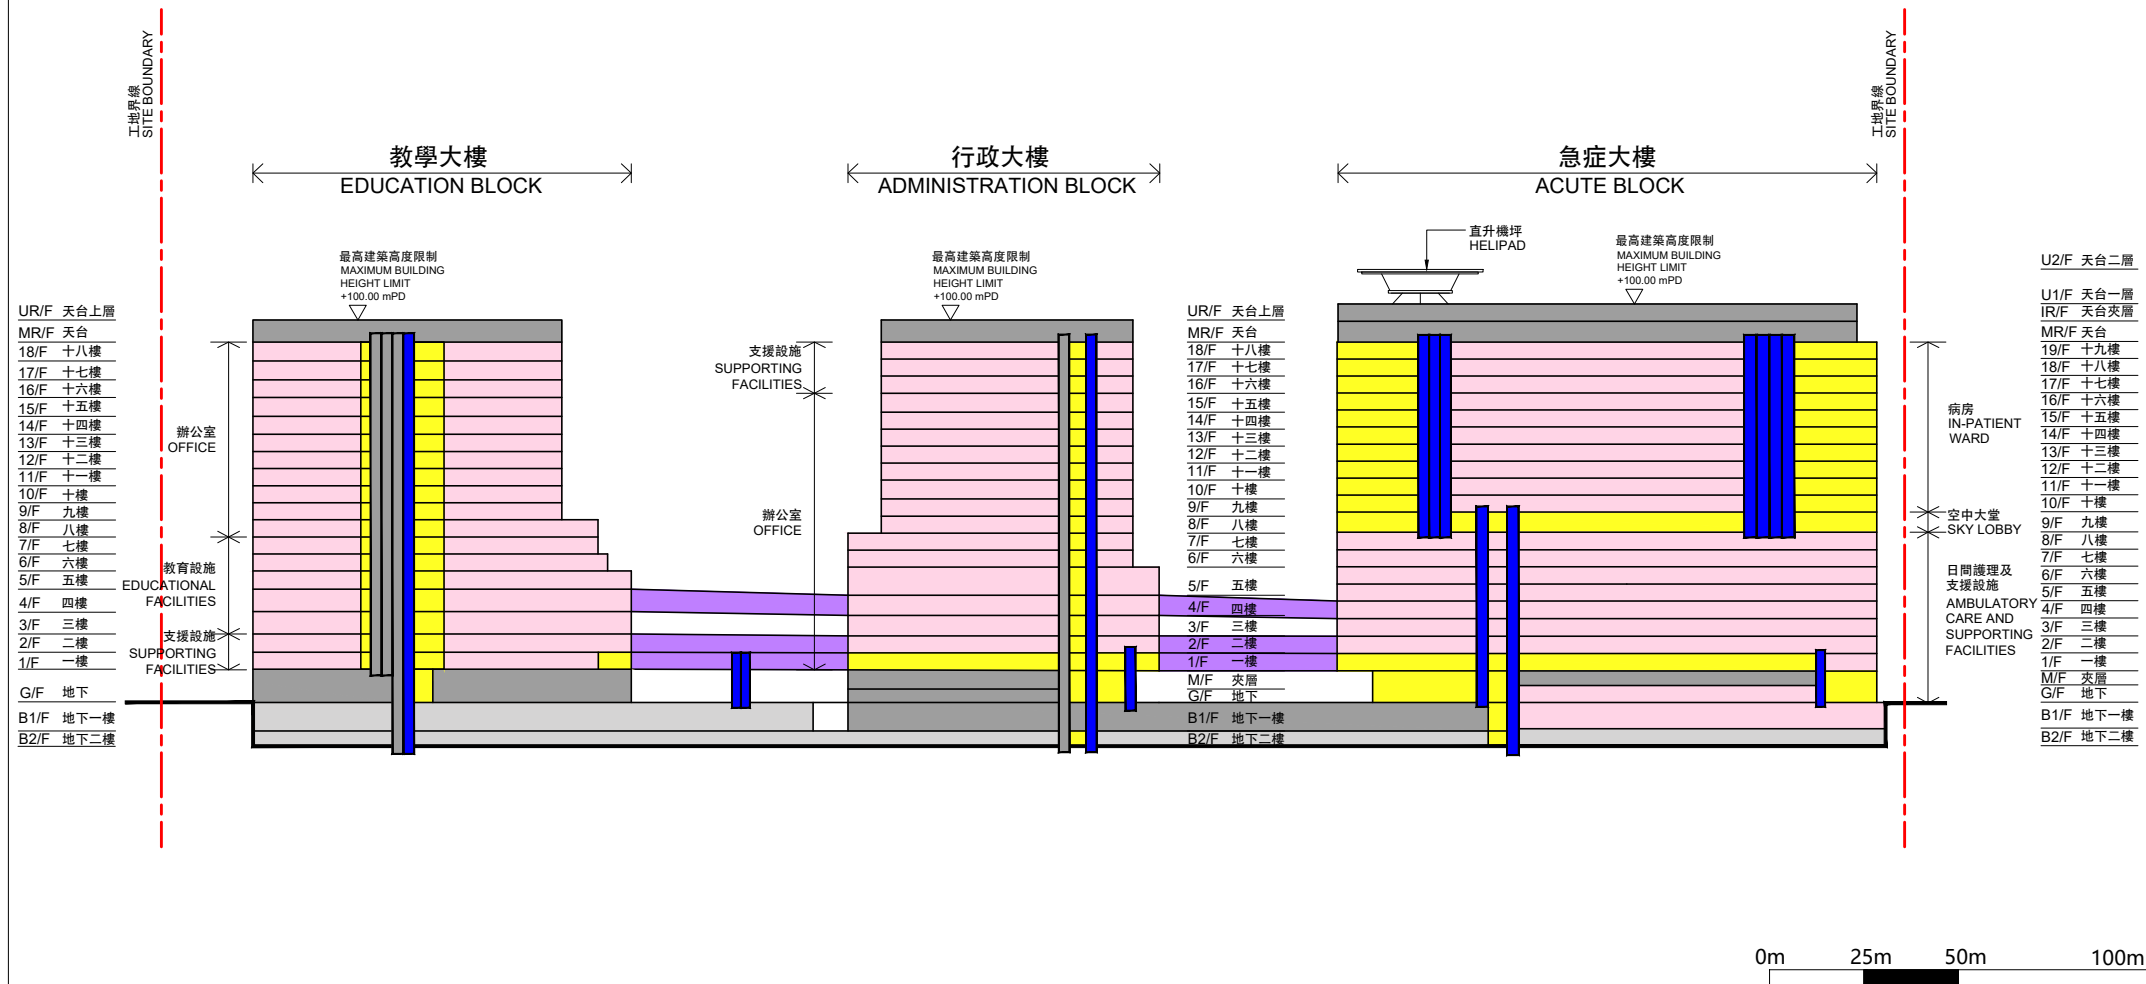 工地界線
SITE BOUNDARY
工地界線
SITE BOUNDARY
教學大樓
EDUCATION BLOCK
行政大樓
ADMINISTRATION BLOCK
急症大樓
ACUTE BLOCK
直升機坪
HELIPAD
最高建築高度限制
MAXIMUM BUILDING
HEIGHT LIMIT
+100.00 mPD
最高建築高度限制
MAXIMUM BUILDING
HEIGHT LIMIT
+100.00 mPD
最高建築高度限制
MAXIMUM BUILDING
HEIGHT LIMIT
+100.00 mPD
UR/F 天台上層
MR/F 天台
18/F 十八樓
17/F 十七樓
16/F 十六樓
15/F 十五樓
14/F 十四樓
13/F 十三樓
12/F 十二樓
11/F 十一樓
10/F 十樓
9/F 九樓
8/F 八樓
7/F 七樓
6/F 六樓
5/F 五樓
4/F 四樓
3/F 三樓
2/F 二樓
1/F 一樓
G/F 地下
B1/F 地下一樓
B2/F 地下二樓
辦公室
OFFICE
教育設施
EDUCATIONAL
FACILITIES
支援設施
SUPPORTING
FACILITIES
支援設施
SUPPORTING
FACILITIES
辦公室
OFFICE
UR/F 天台上層
MR/F 天台
18/F 十八樓
17/F 十七樓
16/F 十六樓
15/F 十五樓
14/F 十四樓
13/F 十三樓
12/F 十二樓
11/F 十一樓
10/F 十樓
9/F 九樓
8/F 八樓
7/F 七樓
6/F 六樓
5/F 五樓
4/F 四樓
3/F 三樓
2/F 二樓
1/F 一樓
M/F 夾層
G/F 地下
B1/F 地下一樓
B2/F 地下二樓
病房
IN-PATIENT
WARD
空中大堂
SKY LOBBY
日間護理及
支援設施
AMBULATORY
CARE AND
SUPPORTING
FACILITIES
U2/F 天台二層
U1/F 天台一層
IR/F 天台夾層
MR/F 天台
19/F 十九樓
18/F 十八樓
17/F 十七樓
16/F 十六樓
15/F 十五樓
14/F 十四樓
13/F 十三樓
12/F 十二樓
11/F 十一樓
10/F 十樓
9/F 九樓
8/F 八樓
7/F 七樓
6/F 六樓
5/F 五樓
4/F 四樓
3/F 三樓
2/F 二樓
1/F 一樓
M/F 夾層
G/F 地下
B1/F 地下一樓
B2/F 地下二樓
0m 25m 50m 100m